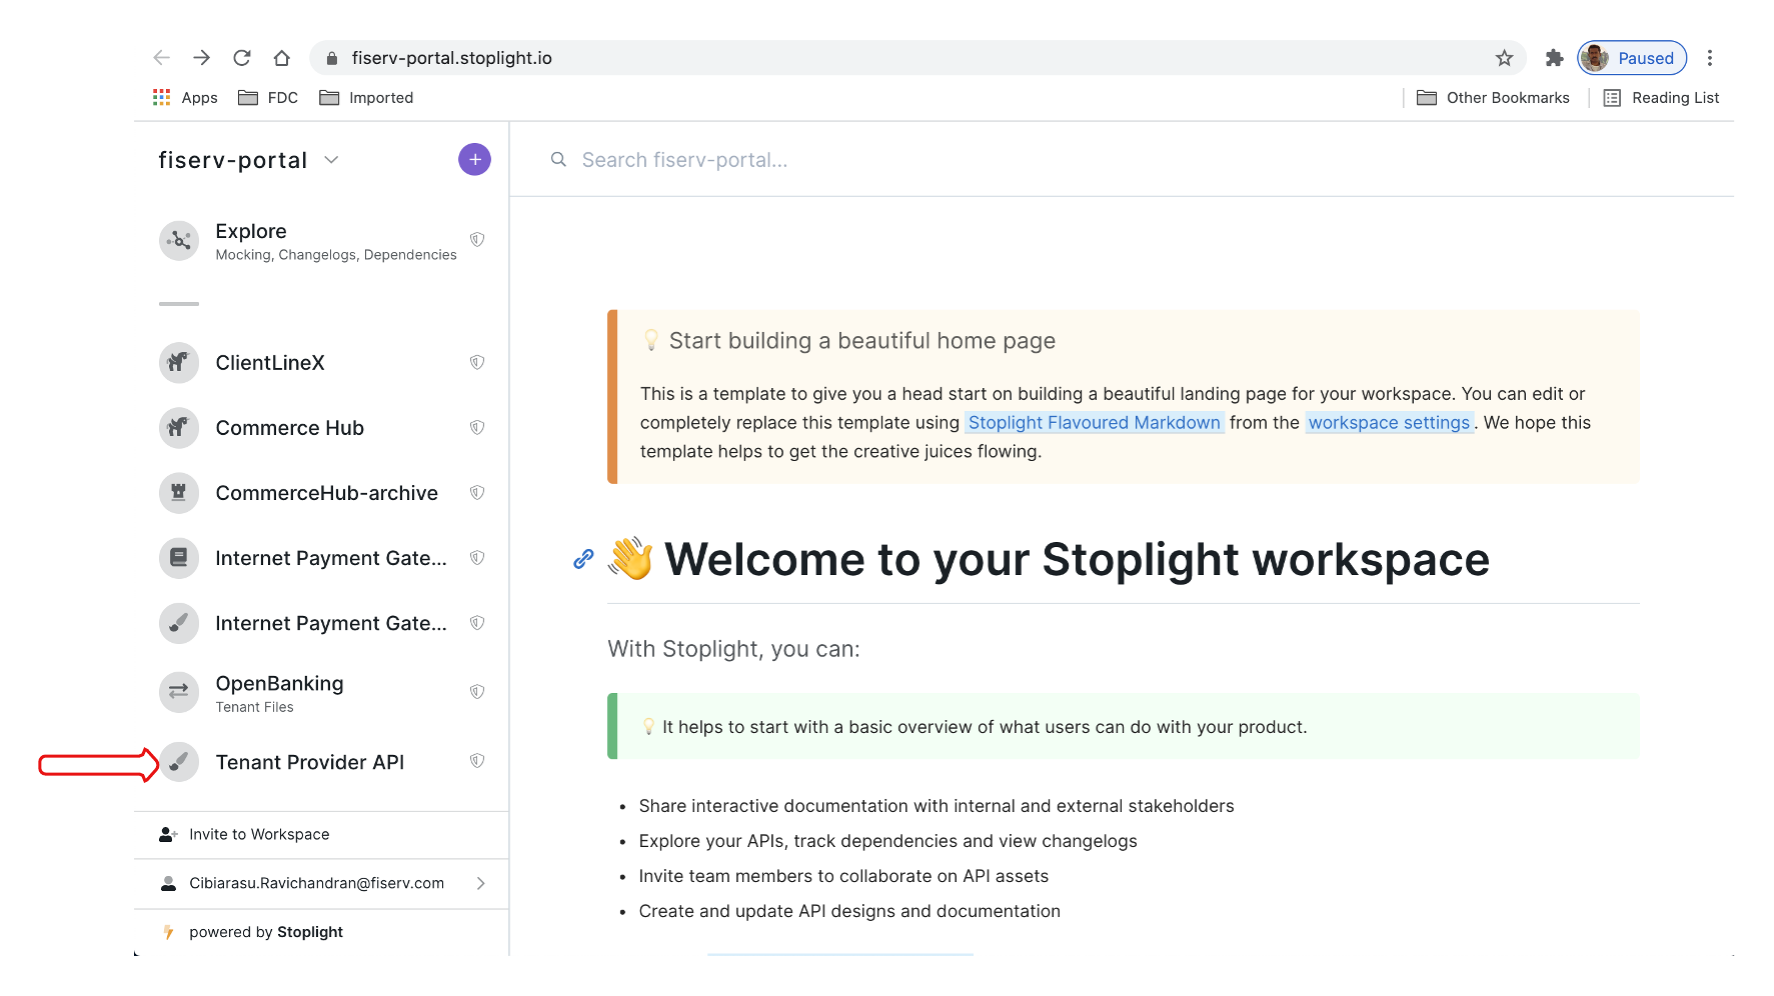 fiserv-portal.stoplight.io
Paused
Apps
FDC
Imported
Other Bookmarks
Reading List
fiserv-portal
Search fiserv-portal...
Explore
Mocking, Changelogs, Dependencies
ClientLineX
Commerce Hub
CommerceHub-archive
Internet Payment Gate...
Internet Payment Gate...
OpenBanking
Tenant Files
Tenant Provider API
Invite to Workspace
Cibiarasu.Ravichandran@fiserv.com
powered by Stoplight
Start building a beautiful home page
This is a template to give you a head start on building a beautiful landing page for your workspace. You can edit or
completely replace this template using Stoplight Flavoured Markdown from the workspace settings. We hope this
template helps to get the creative juices flowing.
Welcome to your Stoplight workspace
With Stoplight, you can:
It helps to start with a basic overview of what users can do with your product.
• Share interactive documentation with internal and external stakeholders
• Explore your APIs, track dependencies and view changelogs
• Invite team members to collaborate on API assets
• Create and update API designs and documentation